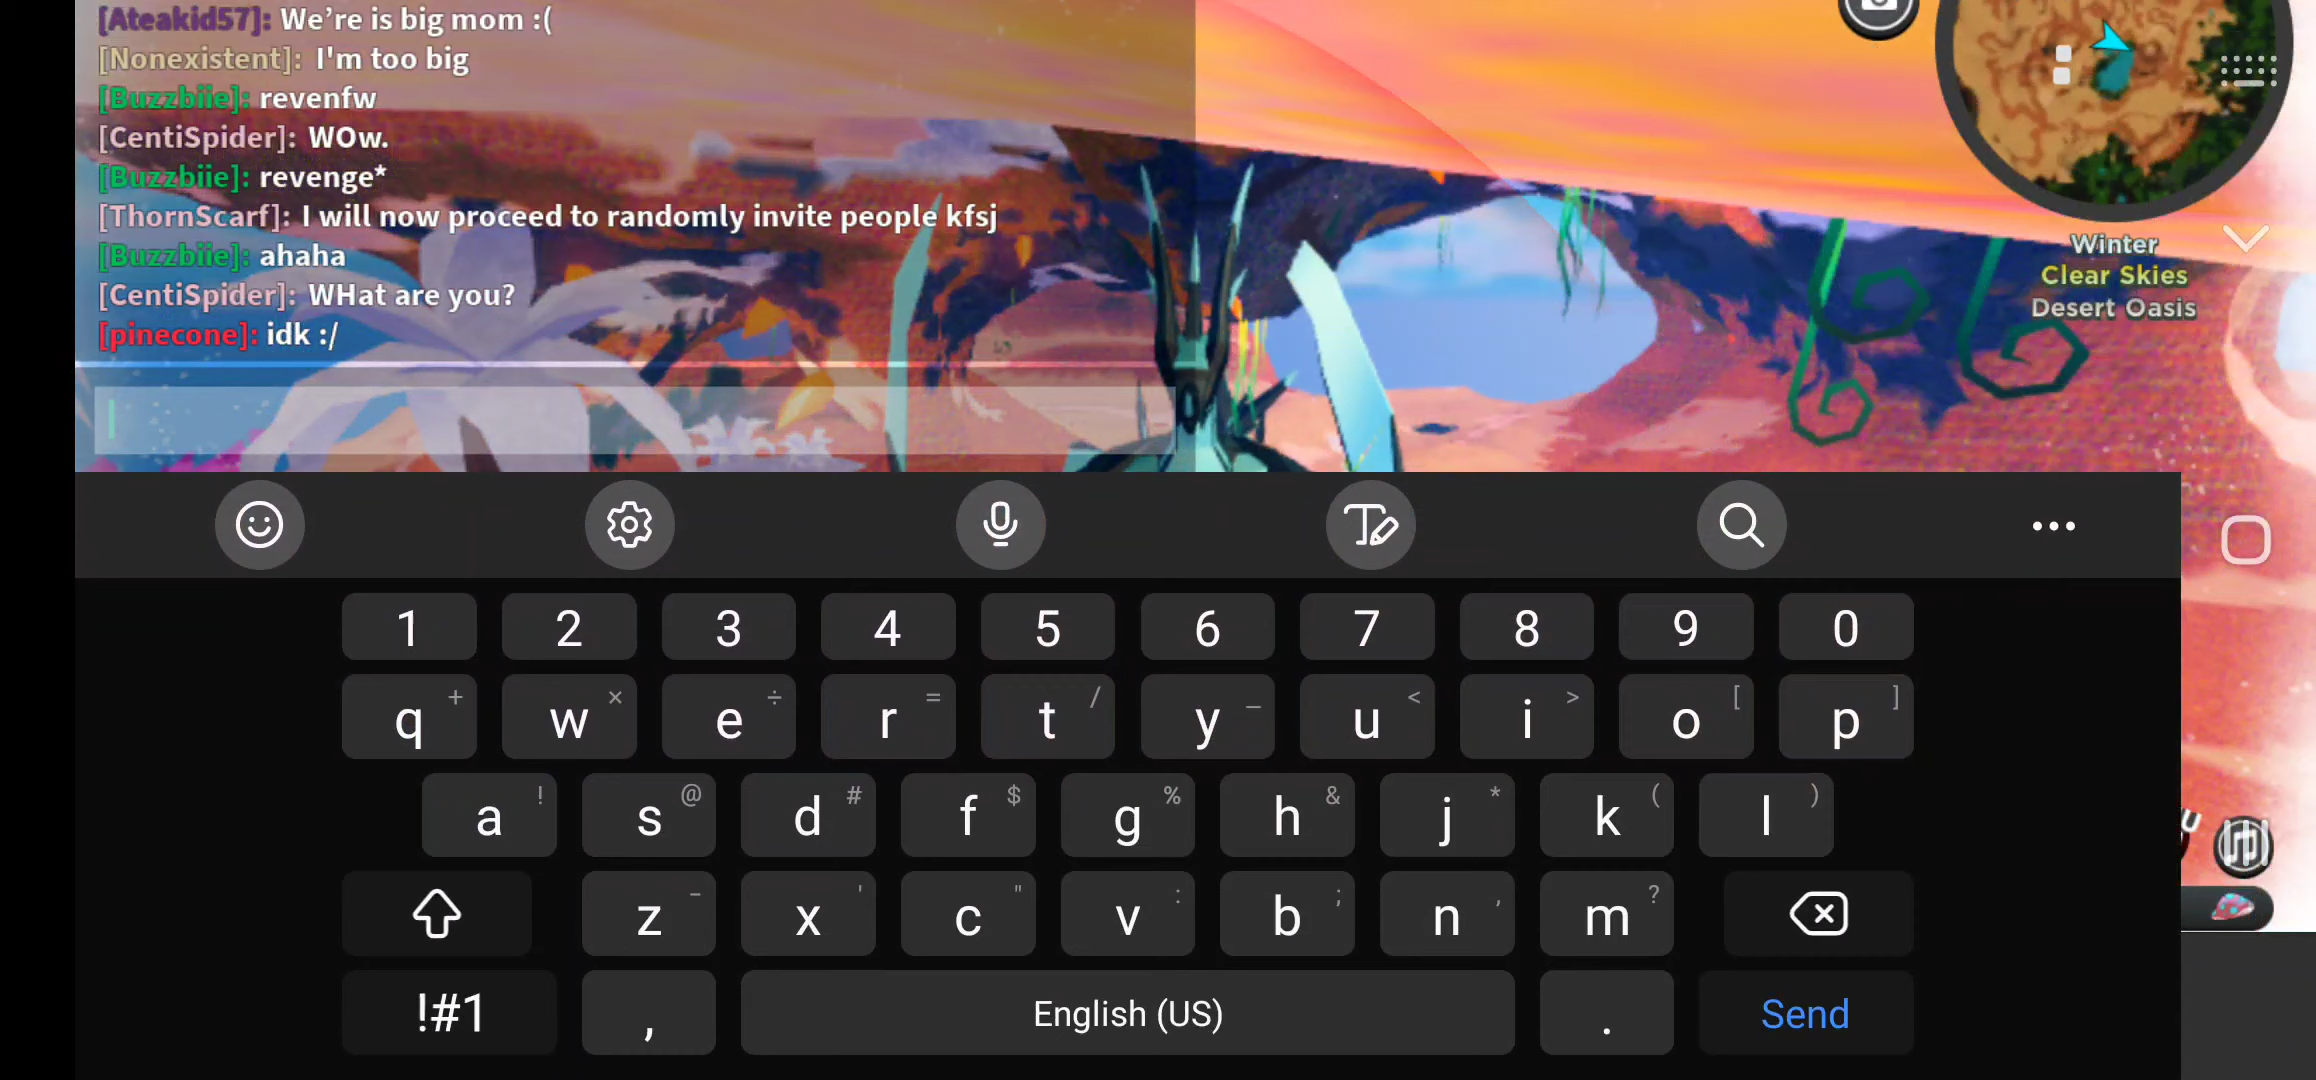 [Ateakid57]: We're is big mom :(
[Nonexistent]: I'm too big
[Buzzbiie]: revenfw
[CentiSpider]: WOw.
[Buzzbiie]: revenge*
[ThornScarf]: I will now proceed to randomly invite people kfsj
[Buzzbiie]: ahaha
[CentiSpider]: WHat are you?
[pinecone]: idk :/
Winter
Clear Skies
Desert Oasis
1 2 3 4 5 6 7 8 9 0
+ × ÷ = / _ < > [ ]
q w e r t y u i o p
! @ # $ % & * ( )
a s d f g h j k l
- ' " : ; , ?
z x c v b n m
!#1 , English (US) . Send